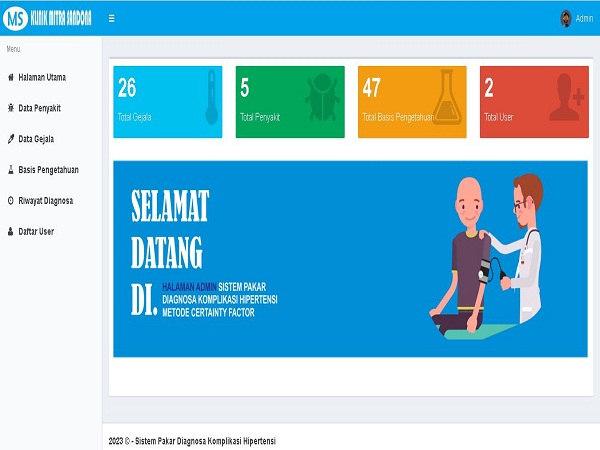 MS KLINIK MITRA SANDONA
Admin
Menu
Halaman Utama
Data Penyakit
Data Gejala
Basis Pengetahuan
Riwayat Diagnosa
Daftar User
26
Total Gejala
5
Total Penyakit
47
Total Basis Pengetahuan
2
Total User
SELAMAT
DATANG
DI.
HALAMAN ADMIN SISTEM PAKAR
DIAGNOSA KOMPLIKASI HIPERTENSI
METODE CERTAINTY FACTOR
2023 © - Sistem Pakar Diagnosa Komplikasi Hipertensi